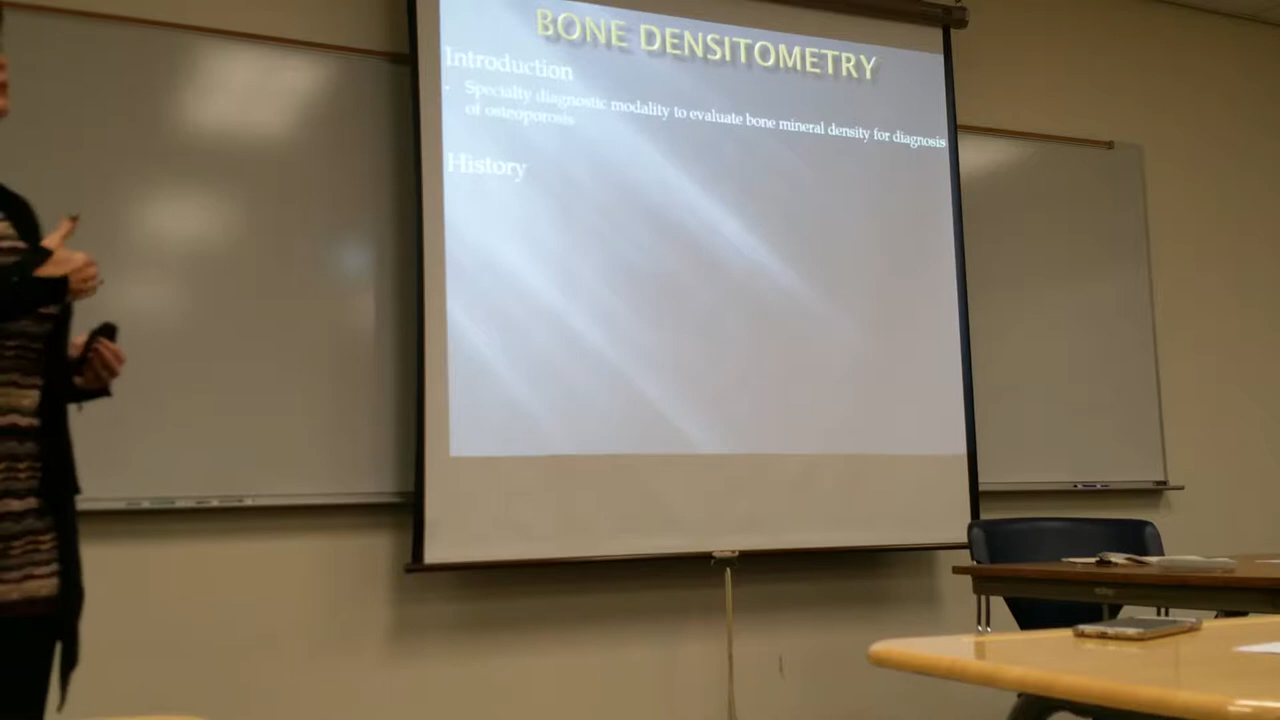 BONE DENSITOMETRY
Introduction
• Specialty diagnostic modality to evaluate bone mineral density for diagnosis
of osteoporosis
History